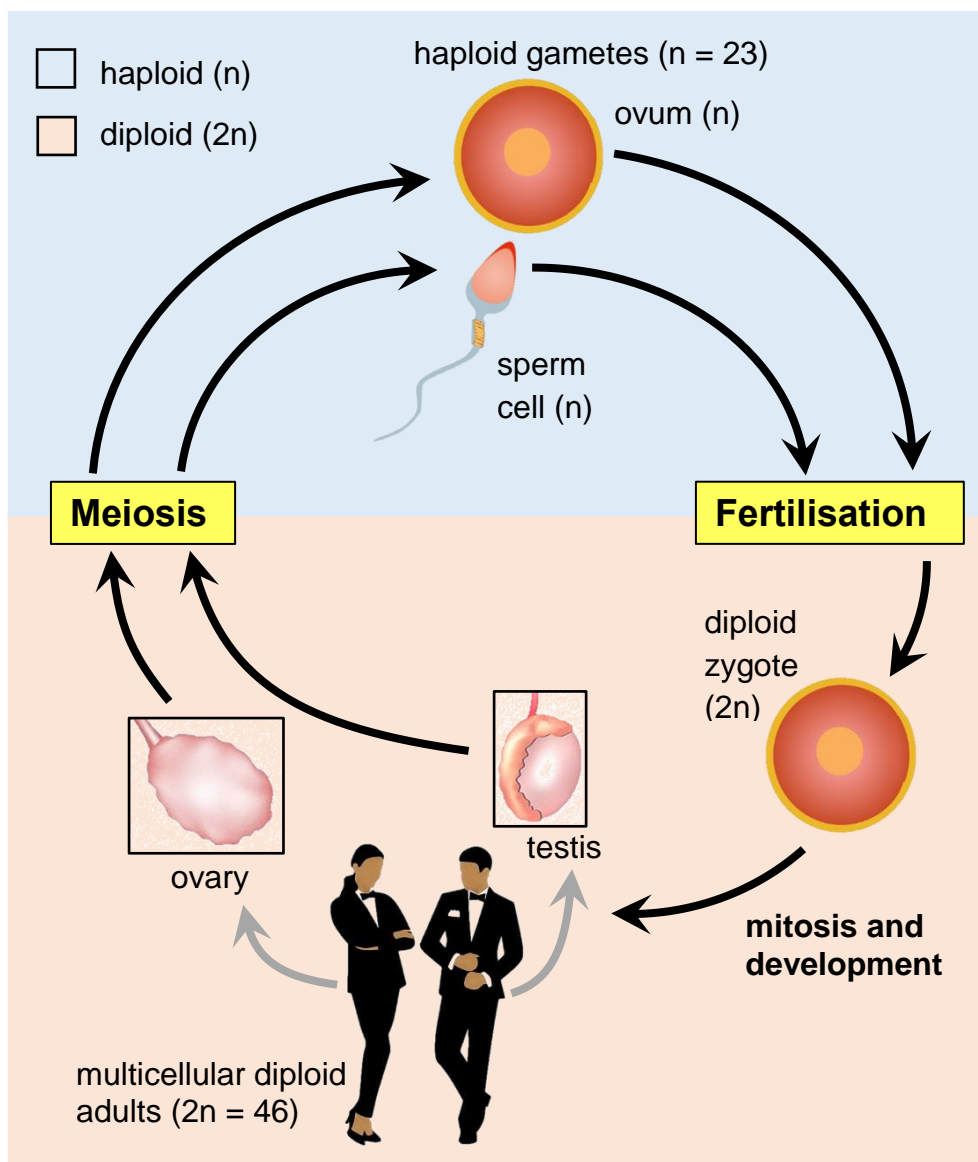 haploid (n)
diploid (2n)
haploid gametes (n = 23)
ovum (n)
sperm
cell (n)
Meiosis
Fertilisation
diploid
zygote
(2n)
ovary
testis
mitosis and
development
multicellular diploid
adults (2n = 46)